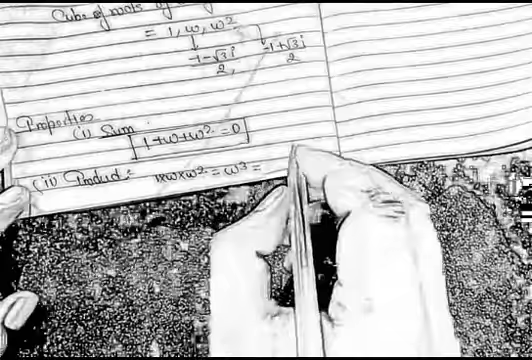 Cube of roots of
= 1, ω, ω²
-1-√3i/2, -1+√3i/2
Properties
(i) Sum
1+ω+ω² = 0
(ii) Product: 1×ω×ω² = ω³ =